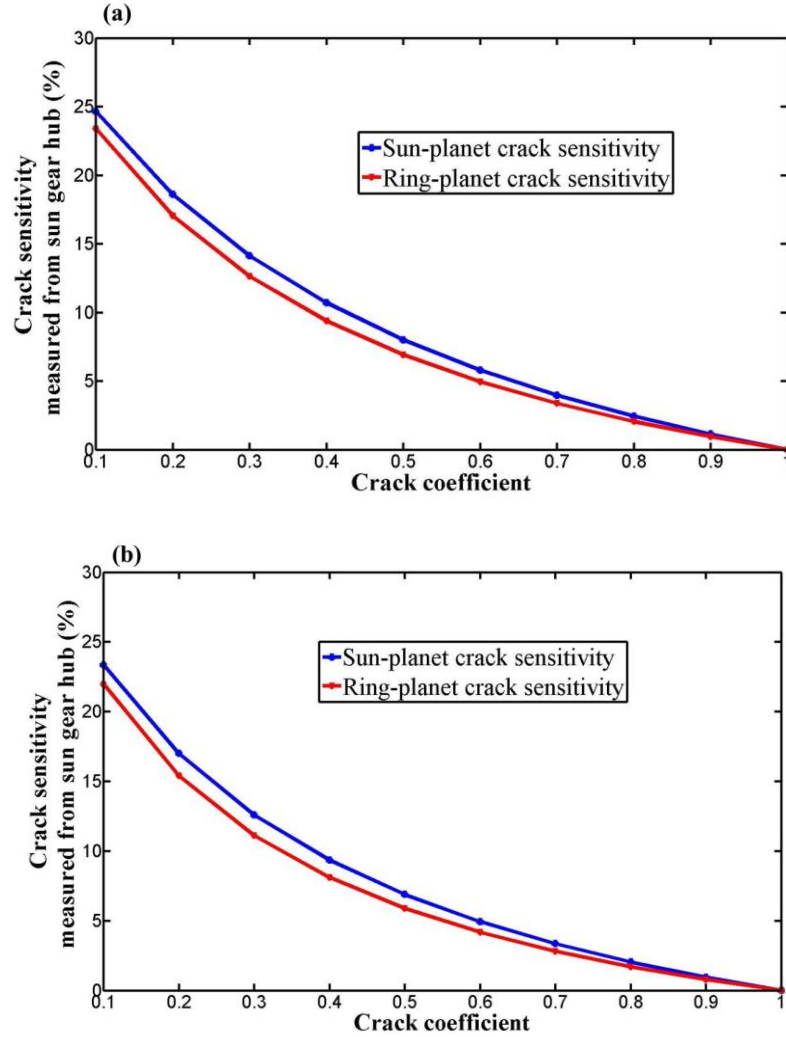 (a)
30
25
20
15
10
5
0
Crack sensitivity
measured from sun gear hub (%)
Sun-planet crack sensitivity
Ring-planet crack sensitivity
0.1 0.2 0.3 0.4 0.5 0.6 0.7 0.8 0.9 1
Crack coefficient
(b)
30
25
20
15
10
5
0
Crack sensitivity
measured from sun gear hub (%)
Sun-planet crack sensitivity
Ring-planet crack sensitivity
0.1 0.2 0.3 0.4 0.5 0.6 0.7 0.8 0.9 1
Crack coefficient